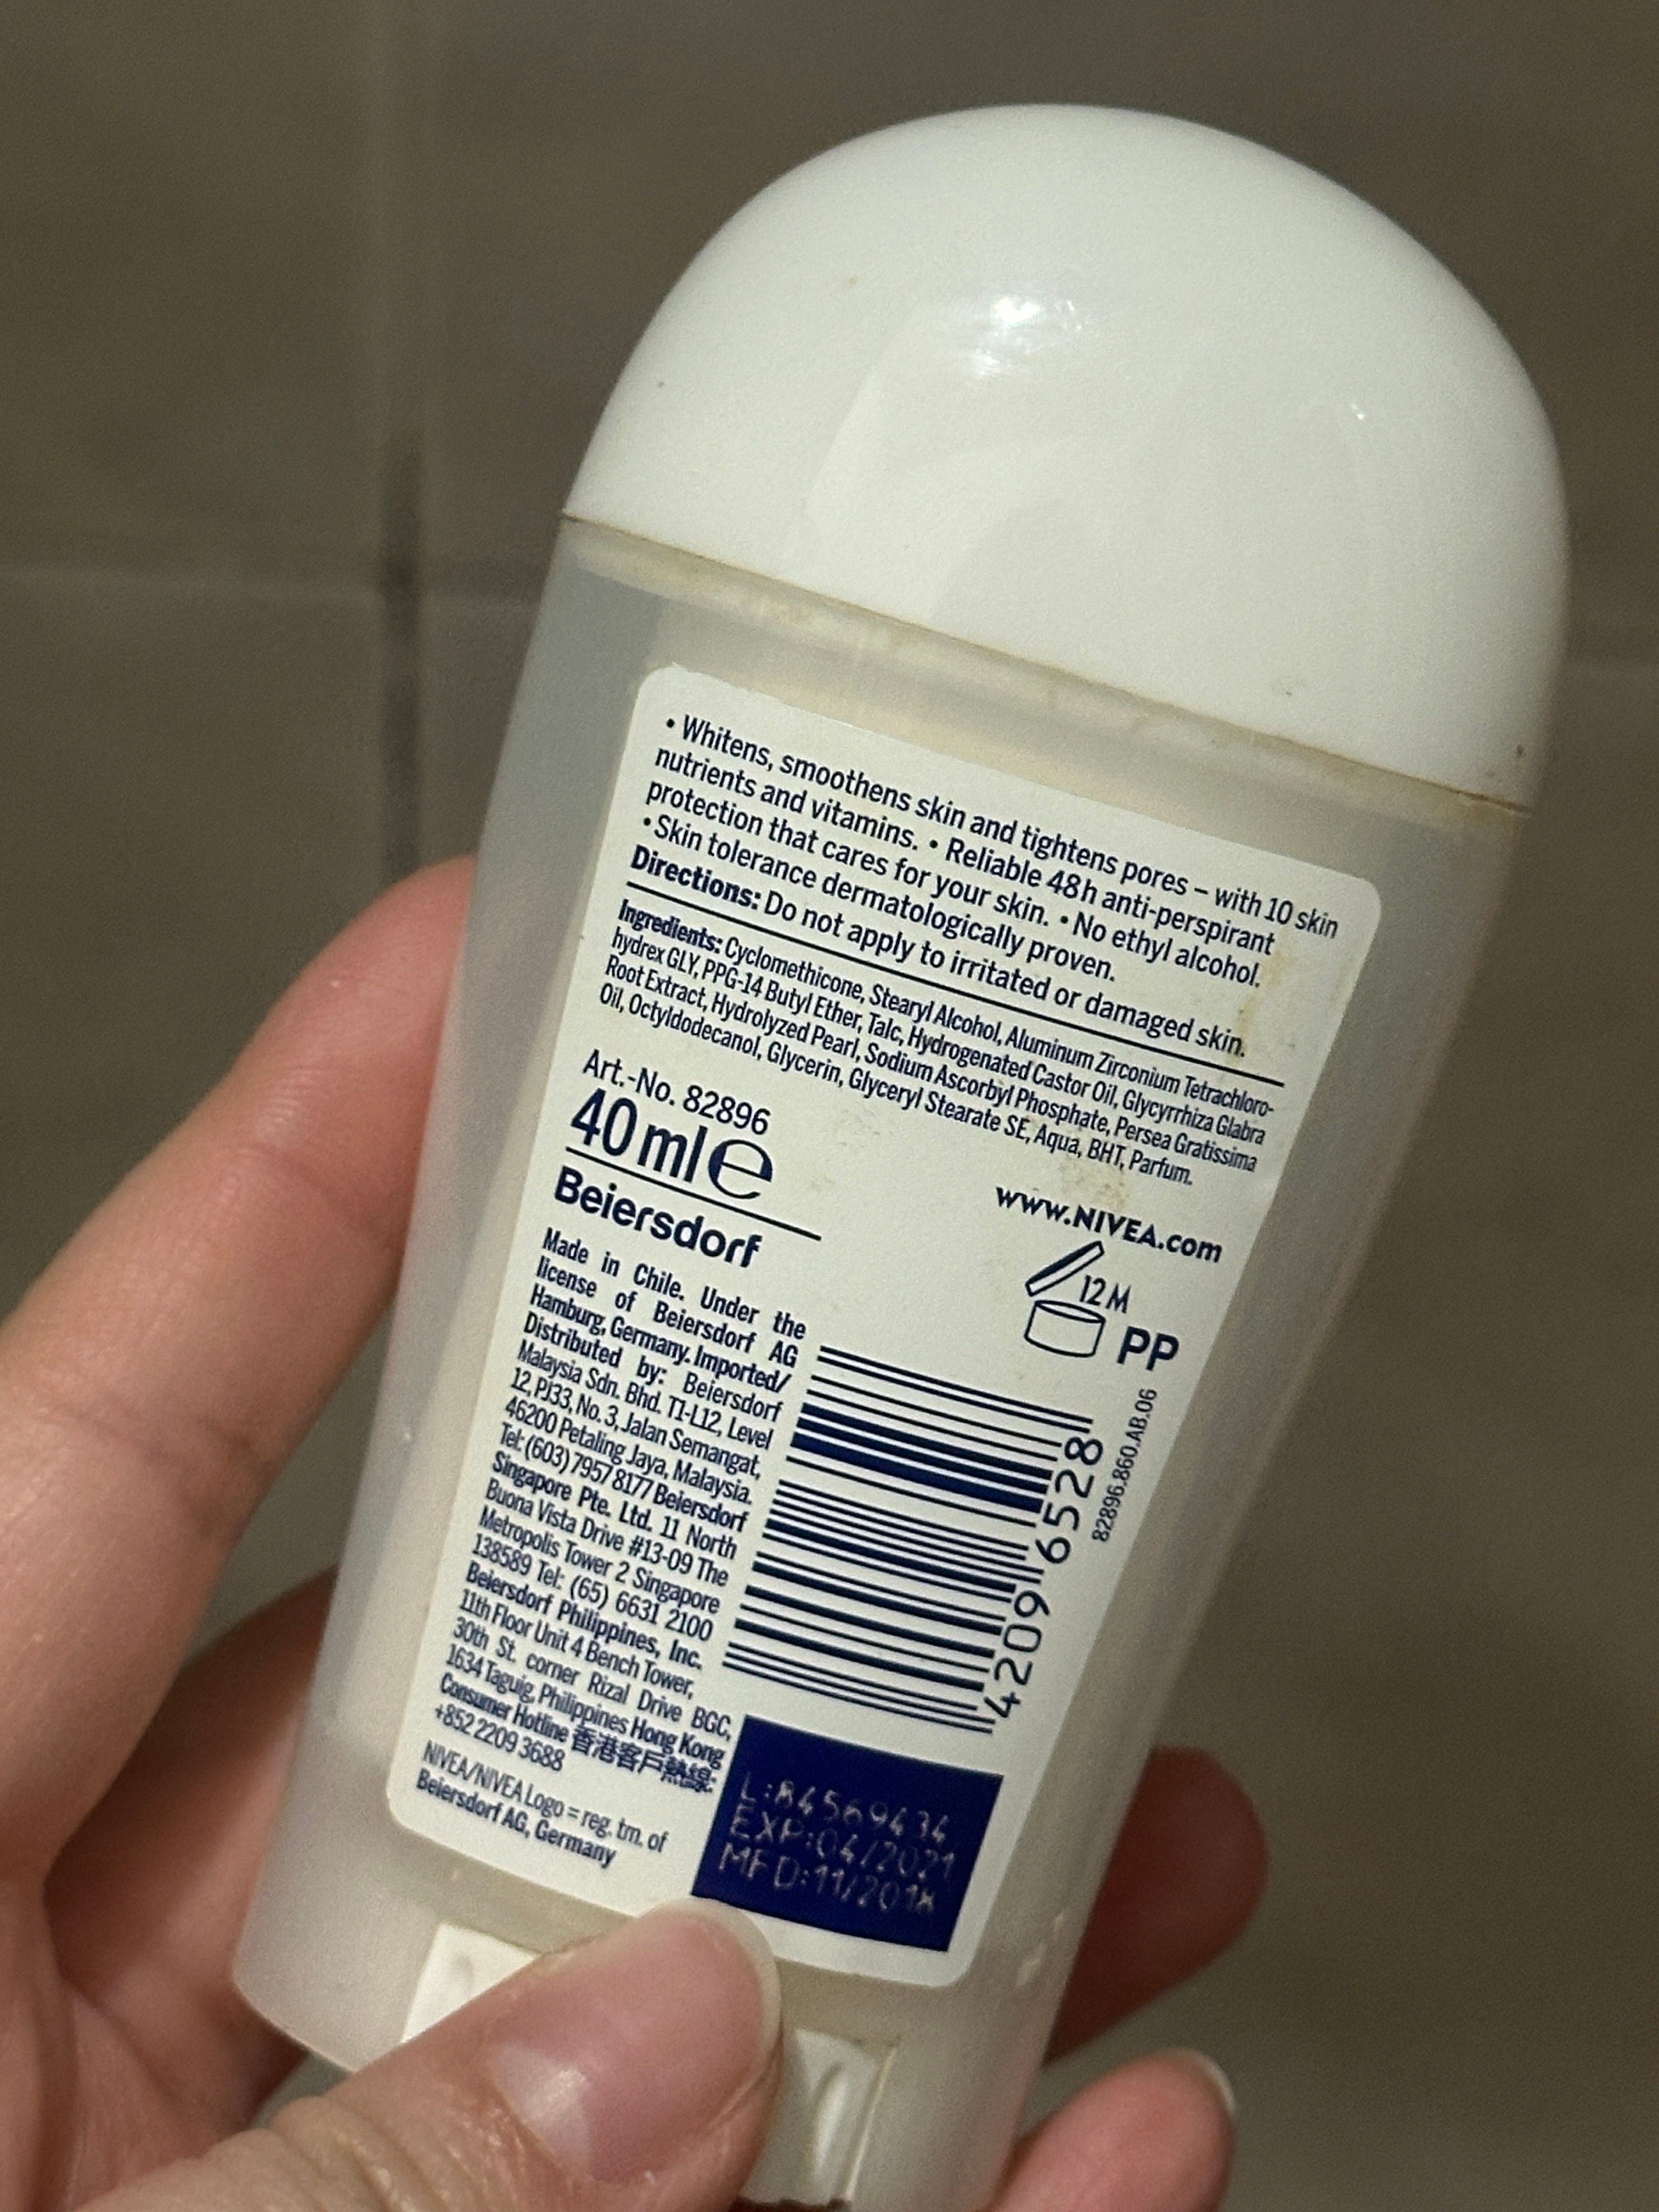 • Whitens, smoothens skin and tightens pores – with 10 skin
nutrients and vitamins. • Reliable 48h anti-perspirant
protection that cares for your skin. • No ethyl alcohol.
• Skin tolerance dermatologically proven.
Directions: Do not apply to irritated or damaged skin.
Ingredients: Cyclomethicone, Stearyl Alcohol, Aluminum Zirconium Tetrachloro-
hydrex GLY, PPG-14 Butyl Ether, Talc, Hydrogenated Castor Oil, Glycyrrhiza Glabra
Root Extract, Hydrolyzed Pearl, Sodium Ascorbyl Phosphate, Persea Gratissima
Oil, Octyldodecanol, Glycerin, Glyceryl Stearate SE, Aqua, BHT, Parfum.
Art.-No. 82896
40 ml e
www.NIVEA.com
12M
PP
Beiersdorf
Made in Chile. Under the
license of Beiersdorf AG
Hamburg, Germany. Imported/
Distributed by: Beiersdorf
Malaysia Sdn. Bhd. T1-L12, Level
12, PJ33, No. 3, Jalan Semangat,
46200 Petaling Jaya, Malaysia.
Tel: (603) 7957 8177 Beiersdorf
Singapore Pte. Ltd. 11 North
Buona Vista Drive #13-09 The
Metropolis Tower 2 Singapore
138589 Tel: (65) 6631 2100
Beiersdorf Philippines, Inc.
11th Floor Unit 4 Bench Tower,
30th St. corner Rizal Drive BGC,
1634 Taguig, Philippines Hong Kong
Consumer Hotline 香港客戶熱線:
+852 2209 3688
NIVEA/NIVEA Logo = reg. tm. of
Beiersdorf AG, Germany
42096528
82896.860.AB.06
L:84569434
EXP:04/2021
MFD:11/2018